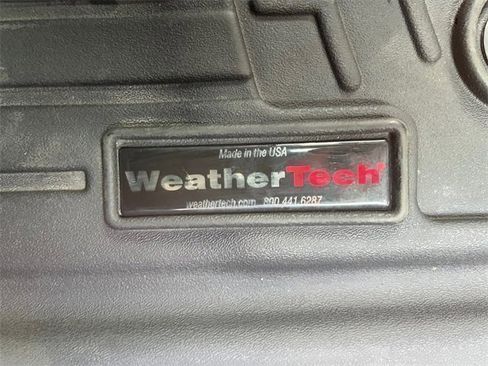 Made in the USA
WeatherTech®
weathertech.com 800.441.6287